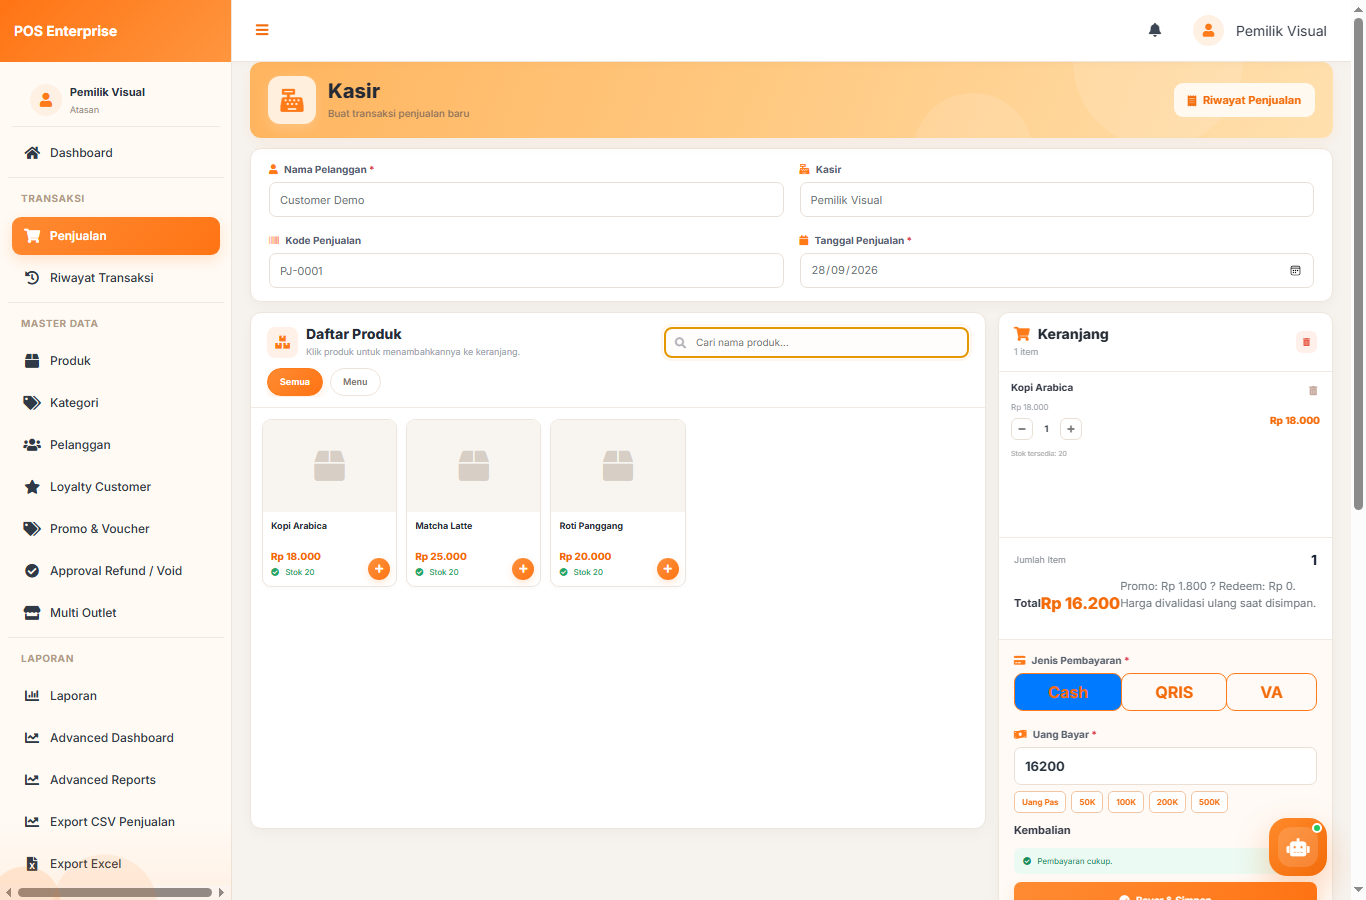 POS Enterprise
Pemilik Visual
Pemilik Visual
Atasan
Dashboard
TRANSAKSI
Penjualan
Riwayat Transaksi
MASTER DATA
Produk
Kategori
Pelanggan
Loyalty Customer
Promo & Voucher
Approval Refund / Void
Multi Outlet
LAPORAN
Laporan
Advanced Dashboard
Advanced Reports
Export CSV Penjualan
Export Excel
Kasir
Buat transaksi penjualan baru
Riwayat Penjualan
Nama Pelanggan *
Customer Demo
Kasir
Pemilik Visual
Kode Penjualan
PJ-0001
Tanggal Penjualan *
28/09/2026
Daftar Produk
Klik produk untuk menambahkannya ke keranjang.
Cari nama produk...
Semua
Menu
Kopi Arabica
Rp 18.000
Stok 20
Matcha Latte
Rp 25.000
Stok 20
Roti Panggang
Rp 20.000
Stok 20
Keranjang
1 item
Kopi Arabica
Rp 18.000
1
Rp 18.000
Stok tersedia: 20
Jumlah Item
1
Total
Rp 16.200
Promo: Rp 1.800 ? Redeem: Rp 0.
Harga divalidasi ulang saat disimpan.
Jenis Pembayaran *
Cash
QRIS
VA
Uang Bayar *
16200
Uang Pas
50K
100K
200K
500K
Kembalian
Pembayaran cukup.
Bayar & Simpan